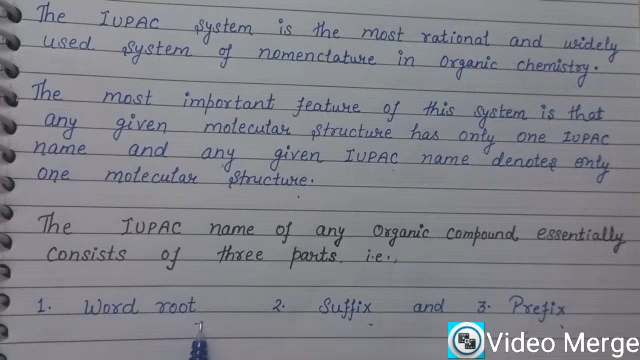 The IUPAC system is the most rational and widely
used system of nomenclature in organic chemistry.
The most important feature of this system is that
any given molecular structure has only one IUPAC
name and any given IUPAC name denotes only
one molecular structure.
The IUPAC name of any organic compound essentially
consists of three parts. i.e.,
1. Word root 2. Suffix and 3. Prefix
Video Merge